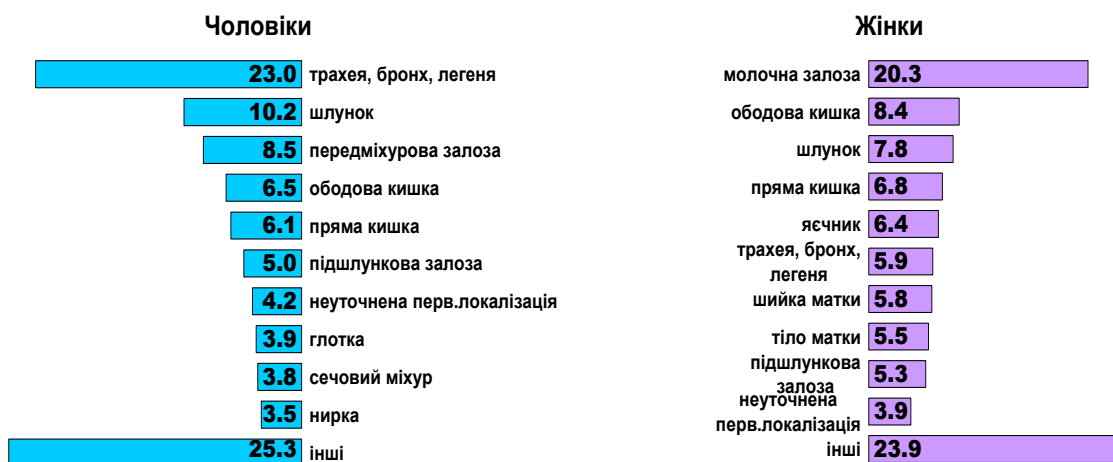 Чоловіки
23.0 трахея, бронх, легеня
10.2 шлунок
8.5 передміхурова залоза
6.5 ободова кишка
6.1 пряма кишка
5.0 підшлункова залоза
4.2 неуточнена перв.локалізація
3.9 глотка
3.8 сечовий міхур
3.5 нирка
25.3 інші
Жінки
молочна залоза 20.3
ободова кишка 8.4
шлунок 7.8
пряма кишка 6.8
яєчник 6.4
трахея, бронх,
легеня 5.9
шийка матки 5.8
тіло матки 5.5
підшлункова
залоза 5.3
неуточнена
перв.локалізація 3.9
інші 23.9